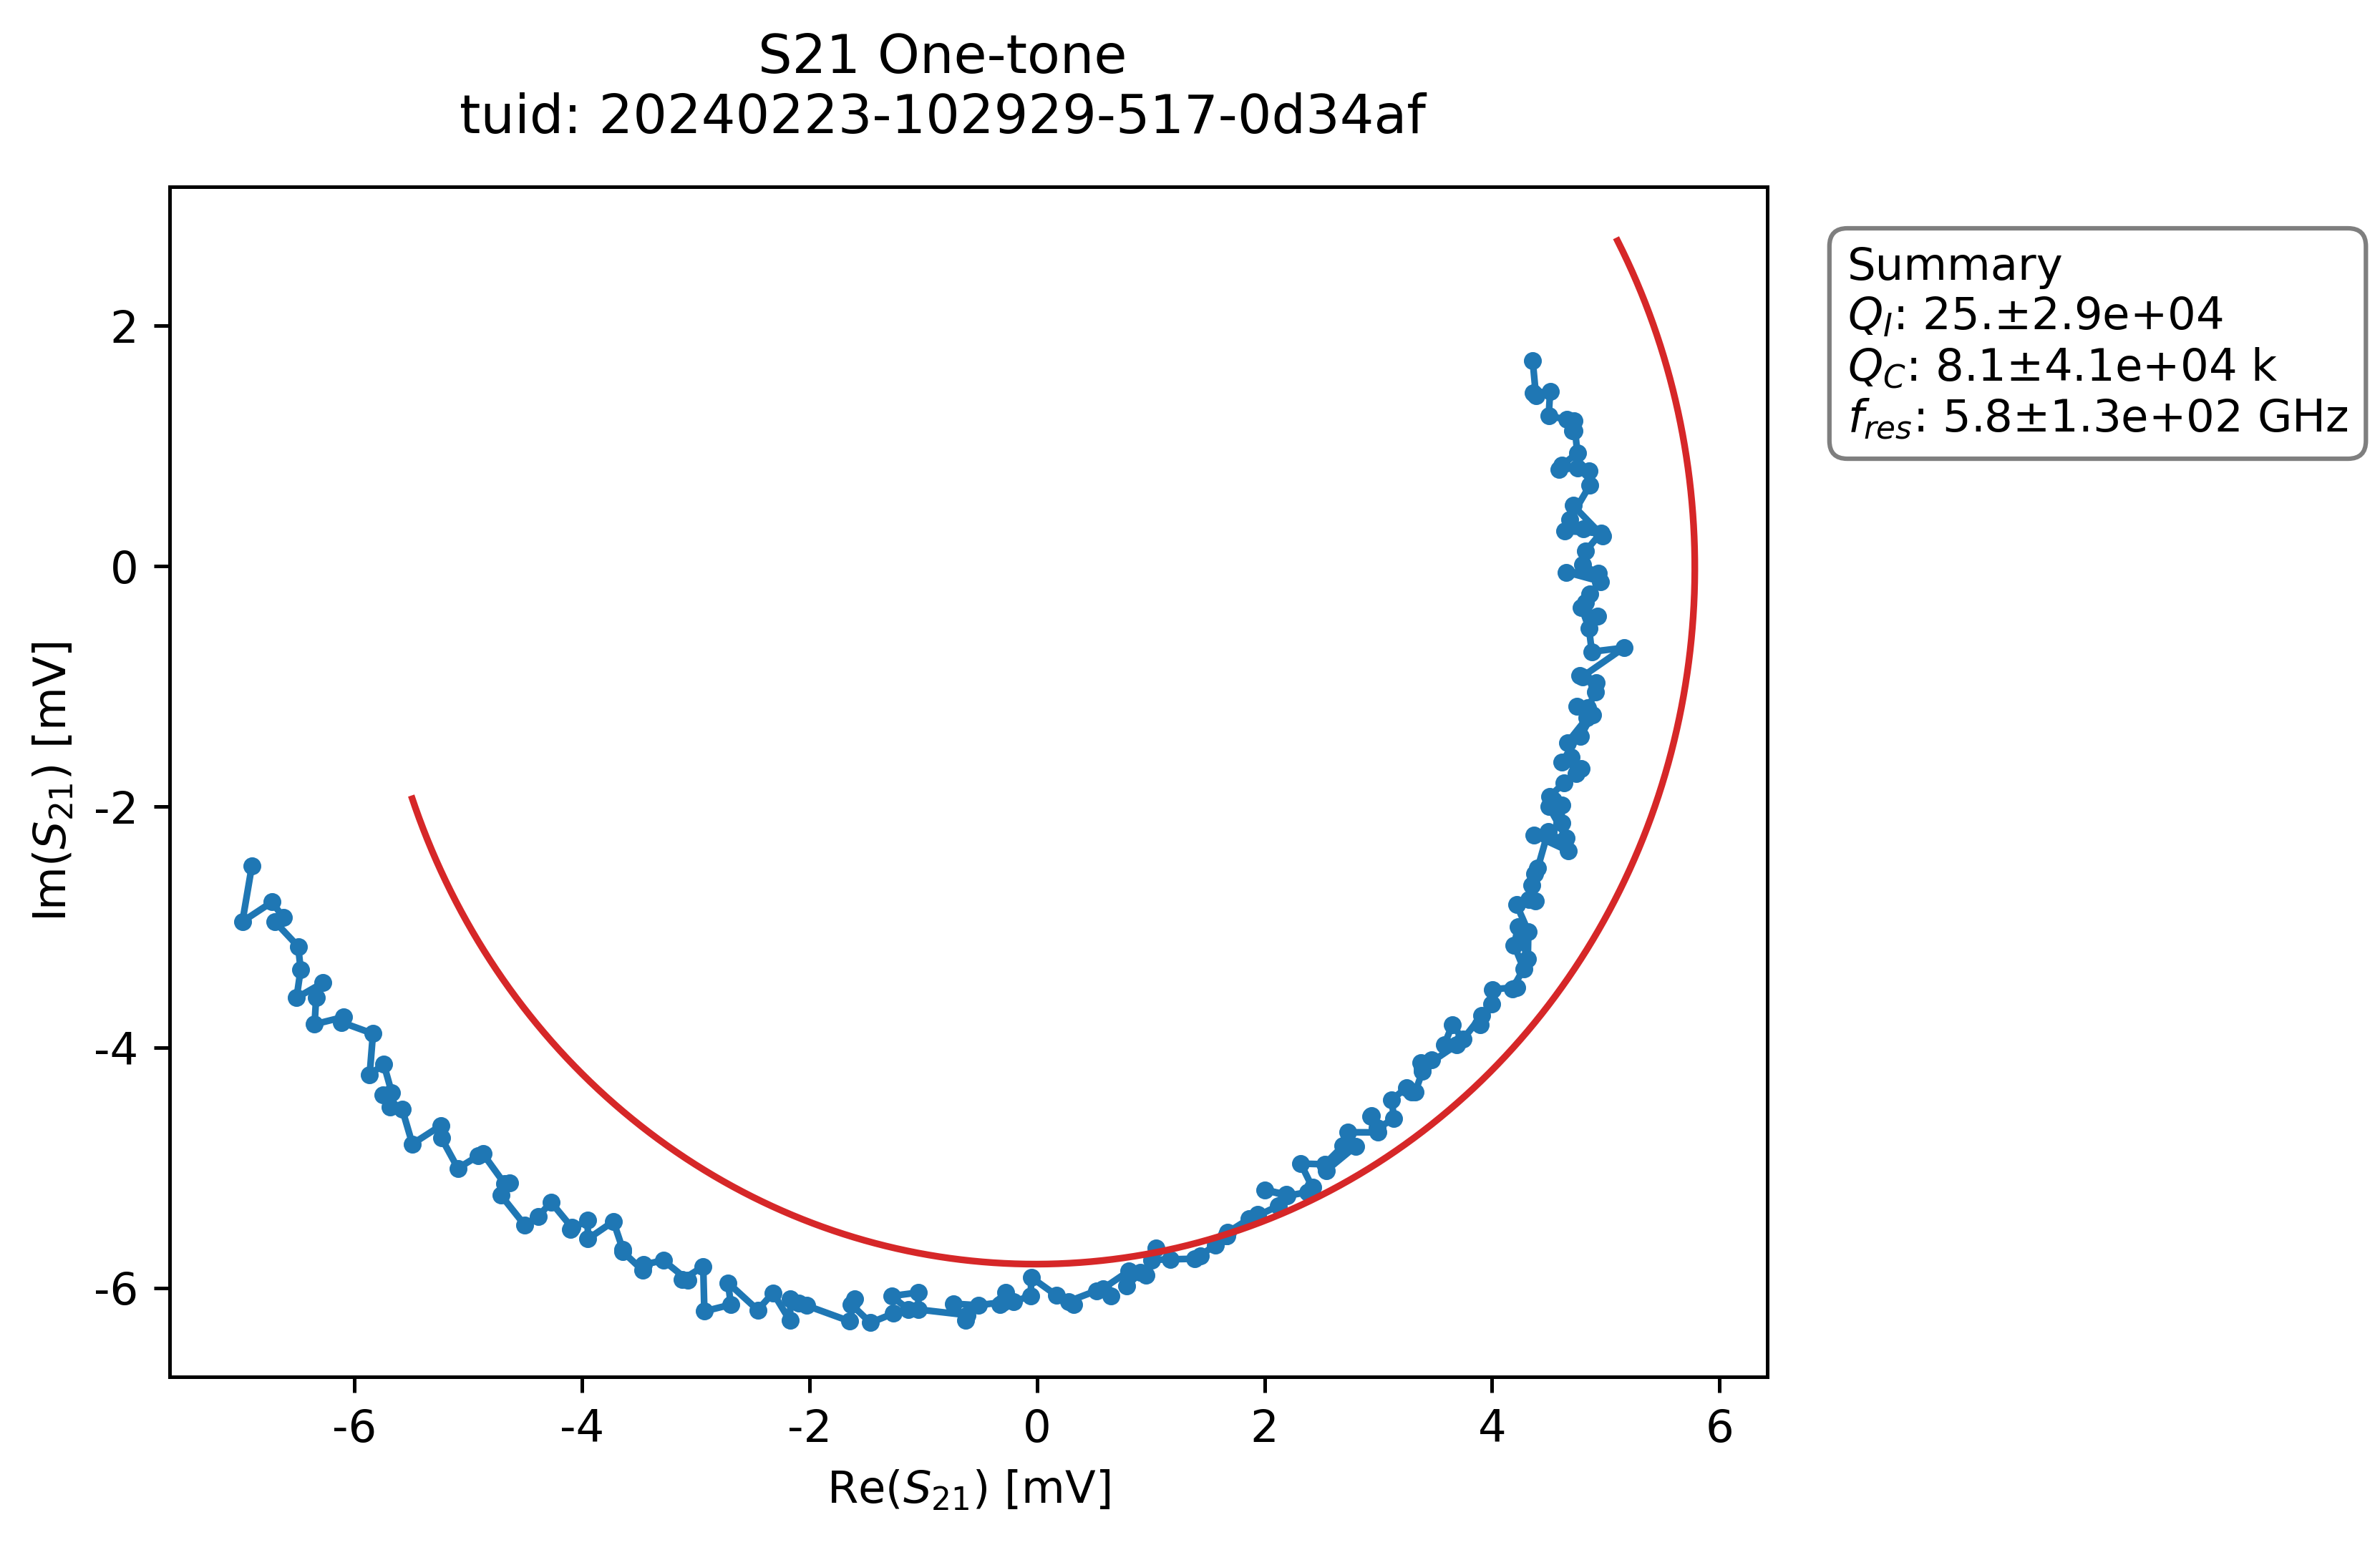 S21 One-tone
tuid: 20240223-102929-517-0d34af
Summary
Q_I: 25.±2.9e+04
Q_C: 8.1±4.1e+04 k
f_res: 5.8±1.3e+02 GHz
Im(S_21) [mV]
2
0
-2
-4
-6
-6 -4 -2 0 2 4 6
Re(S_21) [mV]